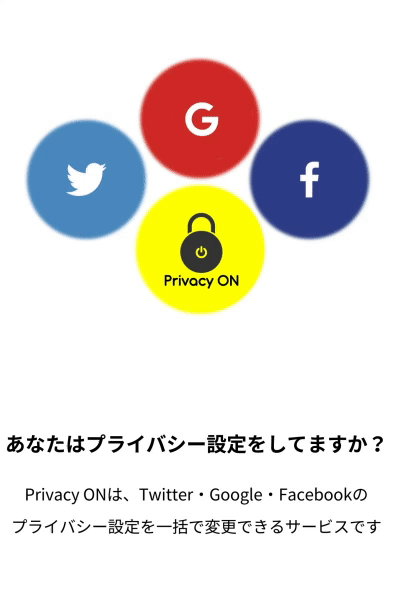 G
f
Privacy ON
あなたはプライバシー設定をしてますか？
Privacy ONは、Twitter・Google・Facebookの
プライバシー設定を一括で変更できるサービスです